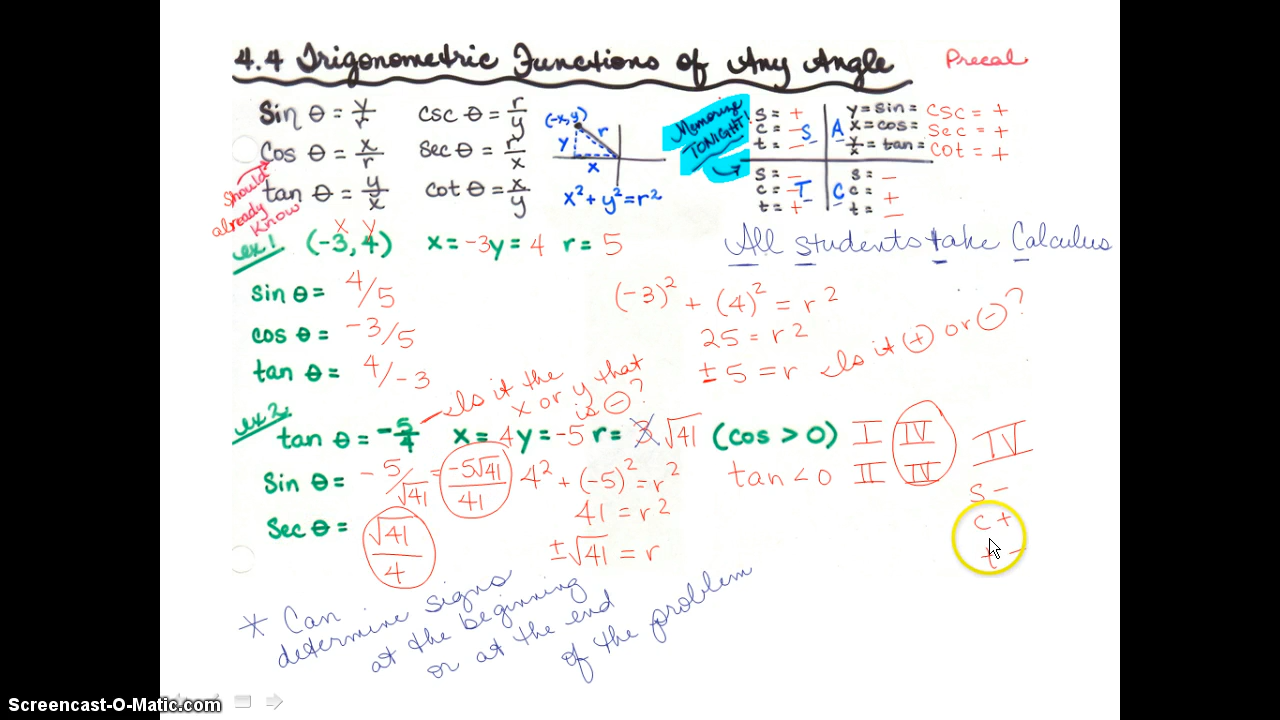 4.4 Trigonometric Functions of Any Angle
Precal
Sin θ = y/r
csc θ = r/y
Cos θ = x/r
Sec θ = r/x
tan θ = y/x
cot θ = x/y
Should
already
know
(-x,y)
r
y
x
x² + y² = r²
Memorize
TONIGHT!
s = +
c = -
t = -
S
A
y = sin = csc = +
x = cos = sec = +
y/x = tan = cot = +
s = -
c = -
t = +
T
C
s = -
c = +
t = -
All students take Calculus
x y
ex 1 (-3, 4) x = -3 y = 4 r = 5
sin θ = 4/5
cos θ = -3/5
tan θ = 4/-3
(-3)² + (4)² = r²
25 = r²
± 5 = r Is it + or -?
Is it the
x or y that
is -?
ex 2 tan θ = -5/4 x = 4 y = -5 r = 3 √41 (cos > 0) I IV
tan < 0 II IV
IV
s -
c +
t -
Sin θ = -5/√41 = -5√41/41
4² + (-5)² = r²
41 = r²
± √41 = r
Sec θ = √41/4
* Can
determine signs
at the beginning
or at the end
of the problem
Screencast-O-Matic.com